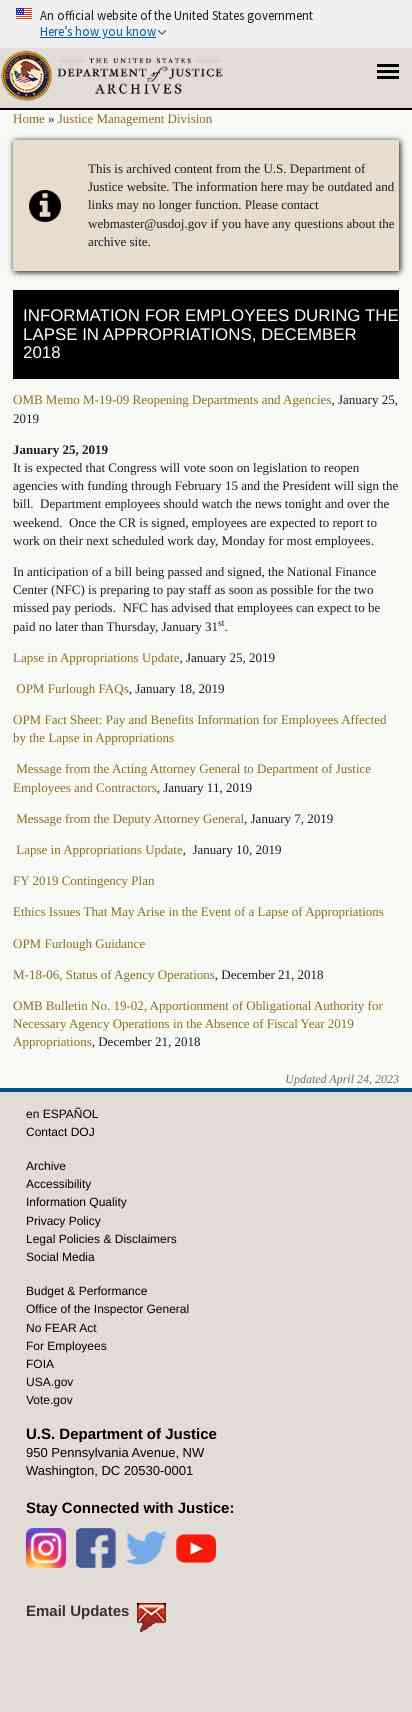 An official website of the United States government
Here's how you know
THE UNITED STATES
DEPARTMENT of JUSTICE
ARCHIVES
Home » Justice Management Division
This is archived content from the U.S. Department of
Justice website. The information here may be outdated and
links may no longer function. Please contact
webmaster@usdoj.gov if you have any questions about the
archive site.
INFORMATION FOR EMPLOYEES DURING THE
LAPSE IN APPROPRIATIONS, DECEMBER
2018
OMB Memo M-19-09 Reopening Departments and Agencies, January 25,
2019
January 25, 2019
It is expected that Congress will vote soon on legislation to reopen
agencies with funding through February 15 and the President will sign the
bill.  Department employees should watch the news tonight and over the
weekend.  Once the CR is signed, employees are expected to report to
work on their next scheduled work day, Monday for most employees.
In anticipation of a bill being passed and signed, the National Finance
Center (NFC) is preparing to pay staff as soon as possible for the two
missed pay periods.  NFC has advised that employees can expect to be
paid no later than Thursday, January 31st.
Lapse in Appropriations Update, January 25, 2019
OPM Furlough FAQs, January 18, 2019
OPM Fact Sheet: Pay and Benefits Information for Employees Affected
by the Lapse in Appropriations
Message from the Acting Attorney General to Department of Justice
Employees and Contractors, January 11, 2019
Message from the Deputy Attorney General, January 7, 2019
Lapse in Appropriations Update,  January 10, 2019
FY 2019 Contingency Plan
Ethics Issues That May Arise in the Event of a Lapse of Appropriations
OPM Furlough Guidance
M-18-06, Status of Agency Operations, December 21, 2018
OMB Bulletin No. 19-02, Apportionment of Obligational Authority for
Necessary Agency Operations in the Absence of Fiscal Year 2019
Appropriations, December 21, 2018
Updated April 24, 2023
en ESPAÑOL
Contact DOJ
Archive
Accessibility
Information Quality
Privacy Policy
Legal Policies & Disclaimers
Social Media
Budget & Performance
Office of the Inspector General
No FEAR Act
For Employees
FOIA
USA.gov
Vote.gov
U.S. Department of Justice
950 Pennsylvania Avenue, NW
Washington, DC 20530-0001
Stay Connected with Justice:
Email Updates